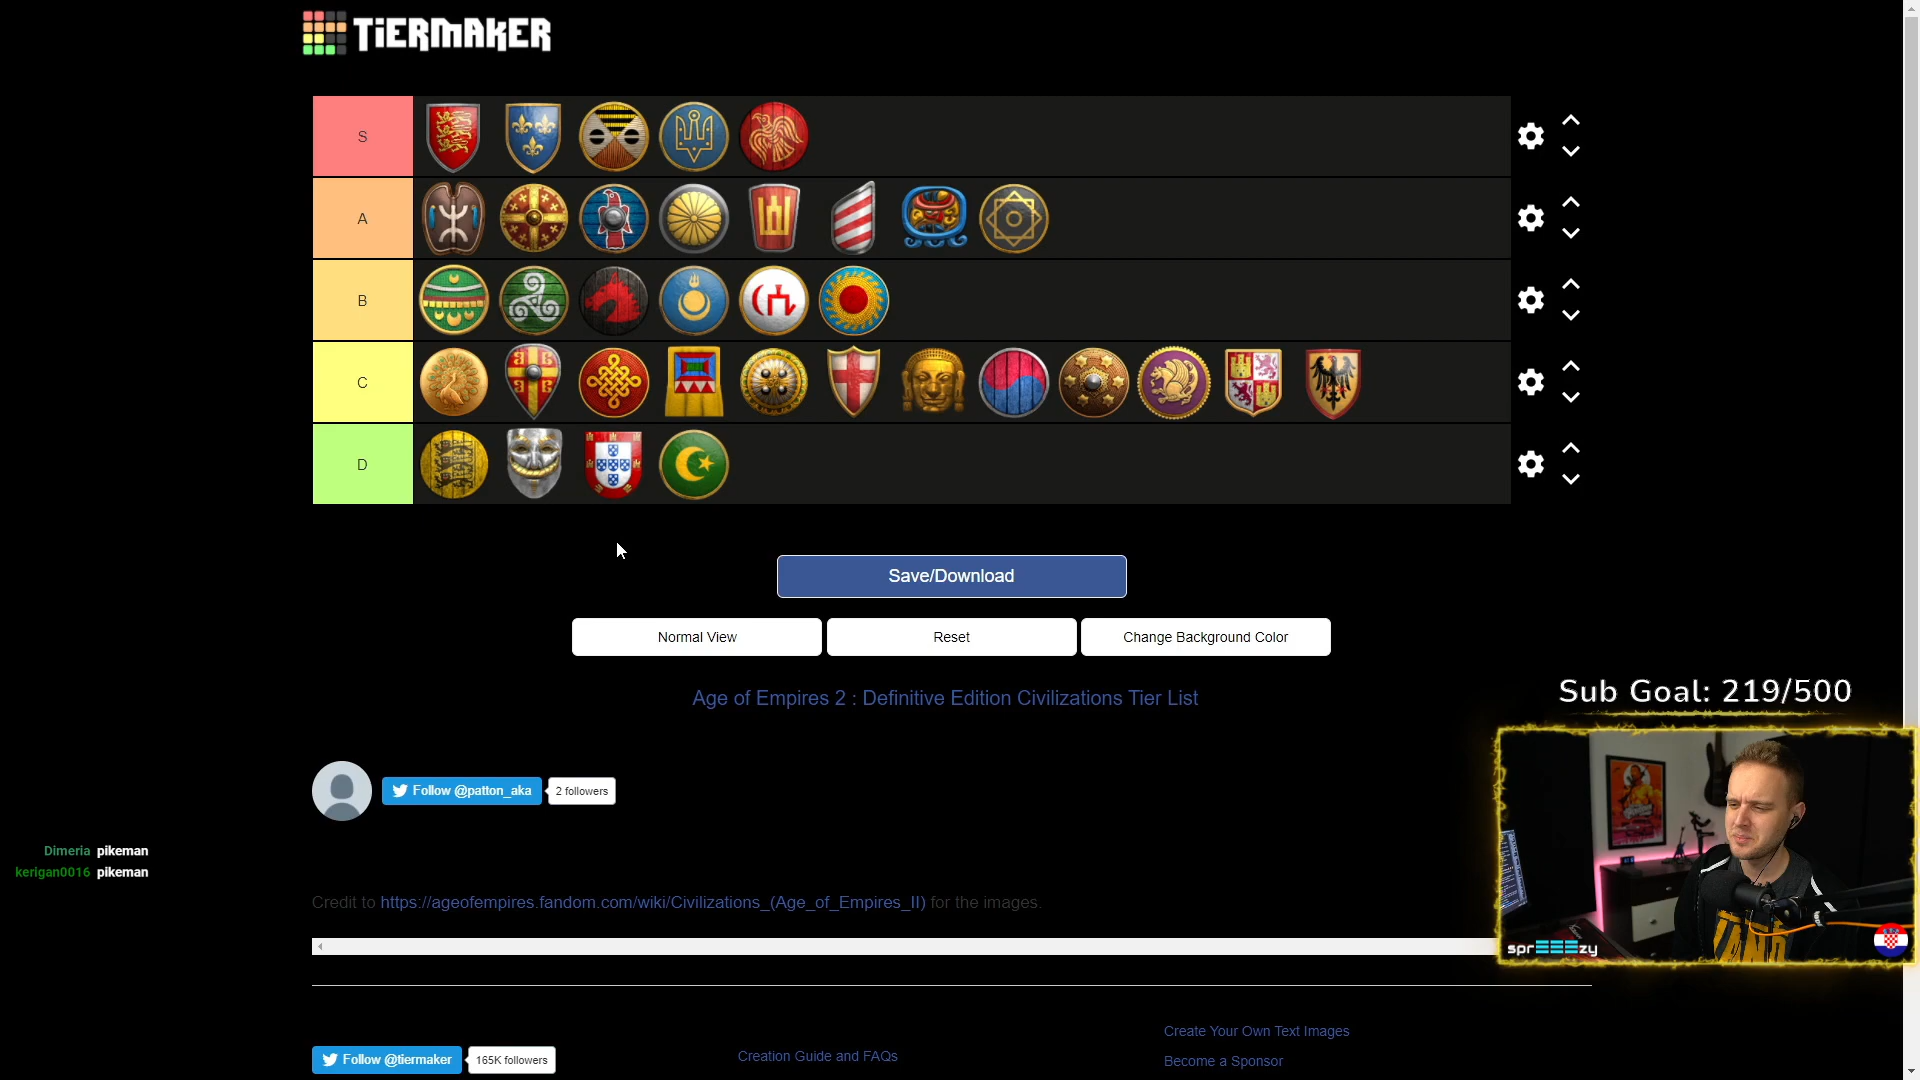 TiERMAKER
S
A
B
C
D
Save/Download
Normal View
Reset
Change Background Color
Age of Empires 2 : Definitive Edition Civilizations Tier List
Sub Goal: 219/500
Follow @patton_aka
2 followers
Dimeria pikeman
kerigan0016 pikeman
Credit to https://ageofempires.fandom.com/wiki/Civilizations_(Age_of_Empires_II) for the images.
sprEEEzy
Follow @tiermaker
165K followers
Creation Guide and FAQs
Create Your Own Text Images
Become a Sponsor